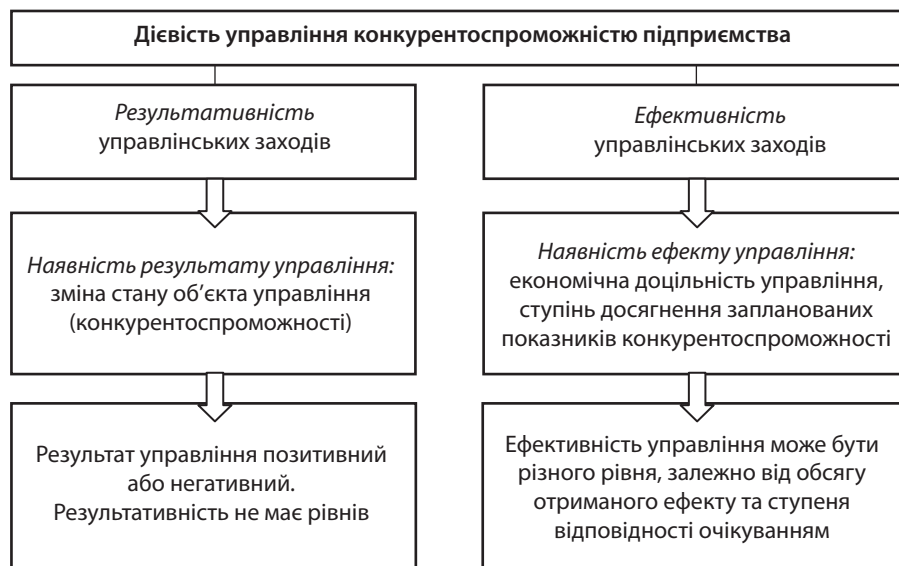 Дієвість управління конкурентоспроможністю підприємства
Результативність
управлінських заходів
Ефективність
управлінських заходів
Наявність результату управління:
зміна стану об’єкта управління
(конкурентоспроможності)
Наявність ефекту управління:
економічна доцільність управління,
ступінь досягнення запланованих
показників конкурентоспроможності
Результат управління позитивний
або негативний.
Результативність не має рівнів
Ефективність управління може бути
різного рівня, залежно від обсягу
отриманого ефекту та ступеня
відповідності очікуванням